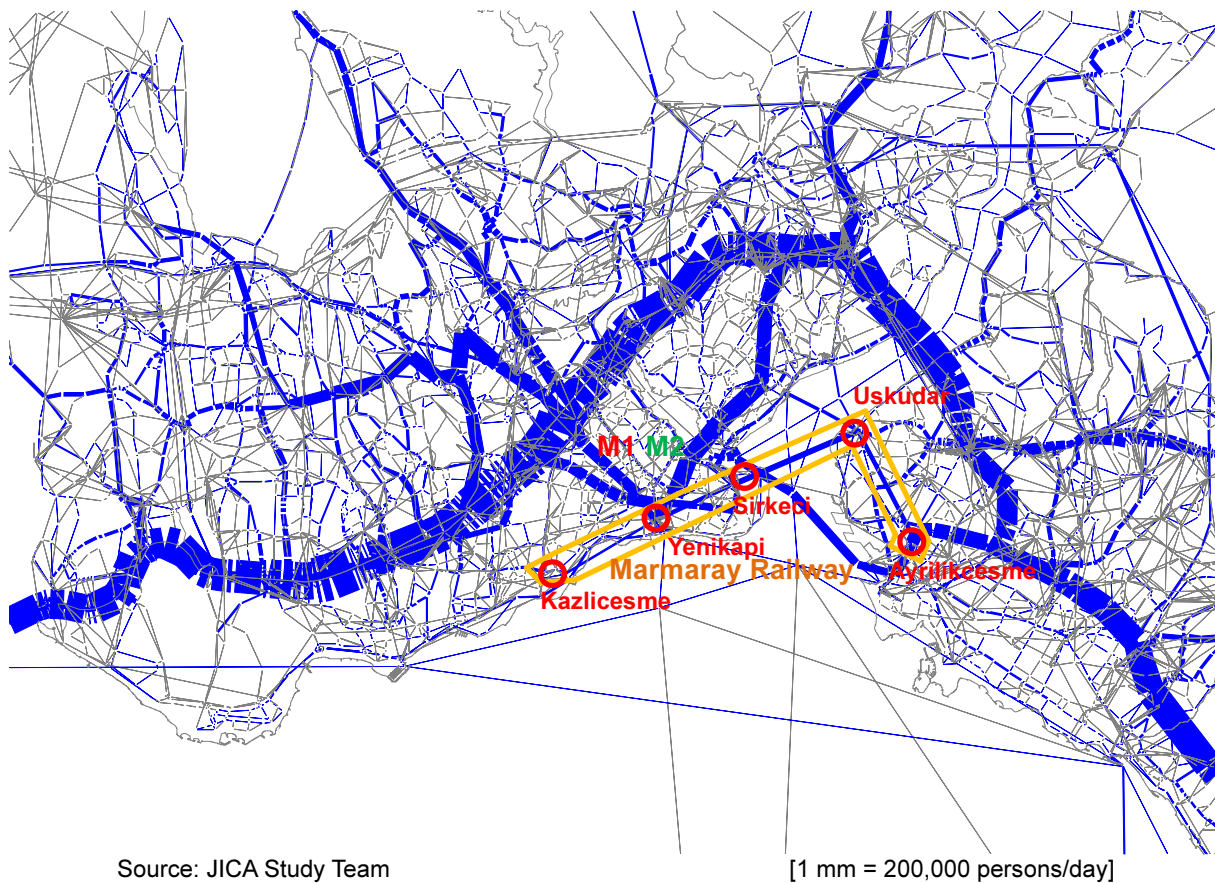 Uskudar
M1 M2
Sirkeci
Yenikapi
Marmaray Railway
Ayrilikcesme
Kazlicesme
Source: JICA Study Team
[1 mm = 200,000 persons/day]